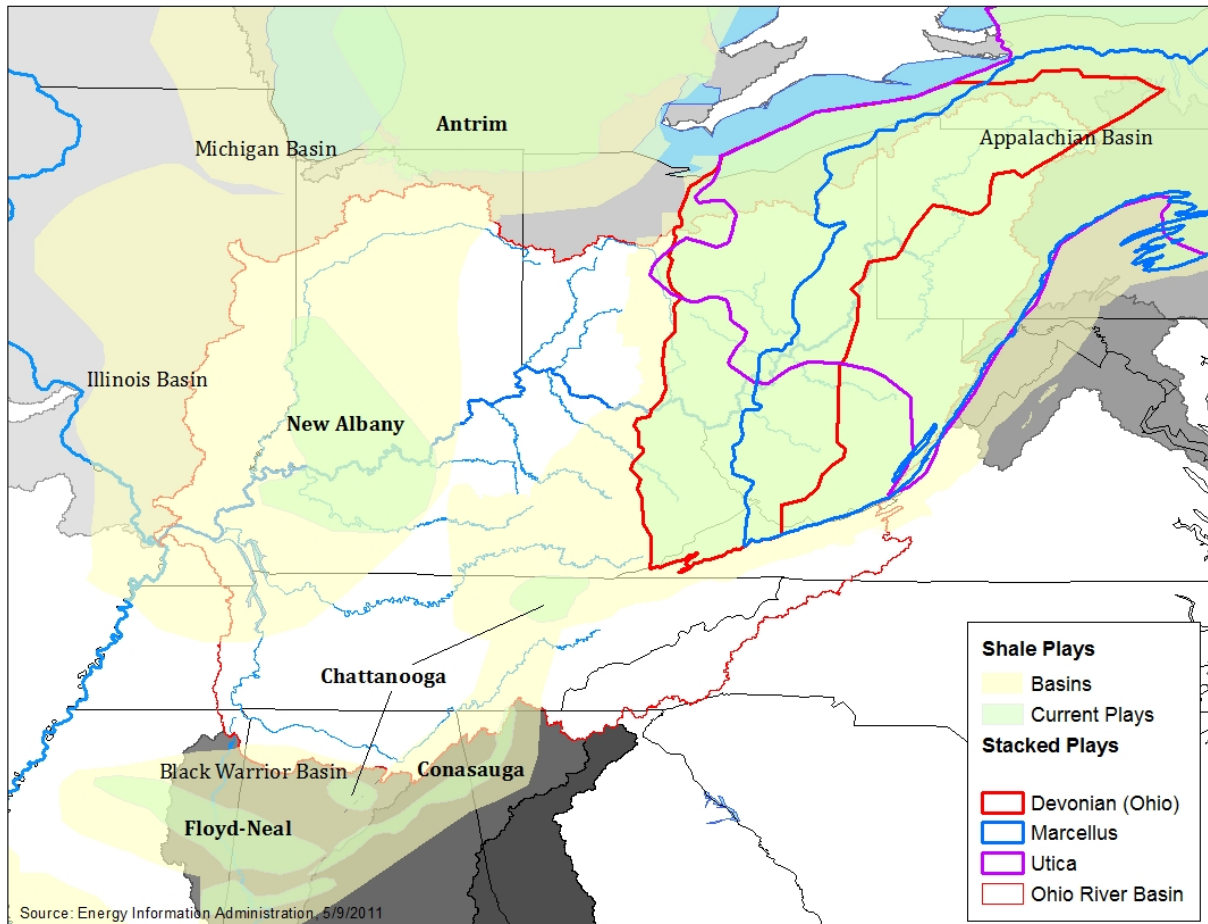 Antrim
Michigan Basin
Appalachian Basin
Illinois Basin
New Albany
Chattanooga
Black Warrior Basin
Conasauga
Floyd-Neal
Shale Plays
Basins
Current Plays
Stacked Plays
Devonian (Ohio)
Marcellus
Utica
Ohio River Basin
Source: Energy Information Administration, 5/9/2011